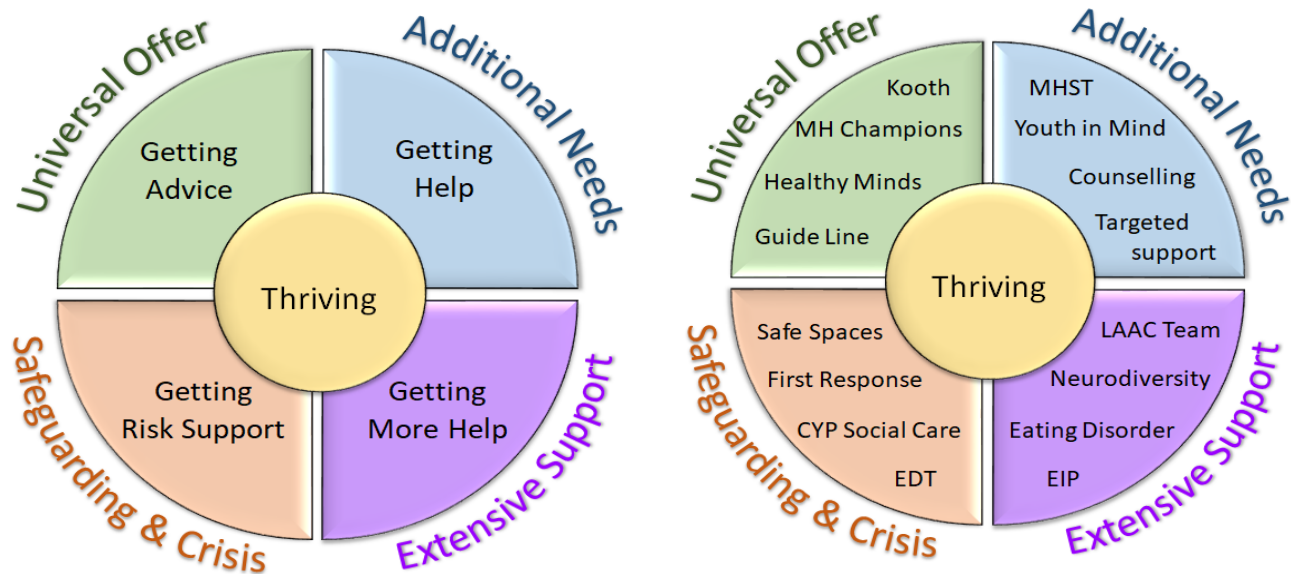 Universal Offer
Additional Needs
Getting
Advice
Getting
Help
Thriving
Getting
Risk Support
Getting
More Help
Safeguarding & Crisis
Extensive Support
Universal Offer
Additional Needs
Kooth
MH Champions
Healthy Minds
Guide Line
MHST
Youth in Mind
Counselling
Targeted
support
Thriving
Safe Spaces
First Response
CYP Social Care
EDT
LAAC Team
Neurodiversity
Eating Disorder
EIP
Safeguarding & Crisis
Extensive Support